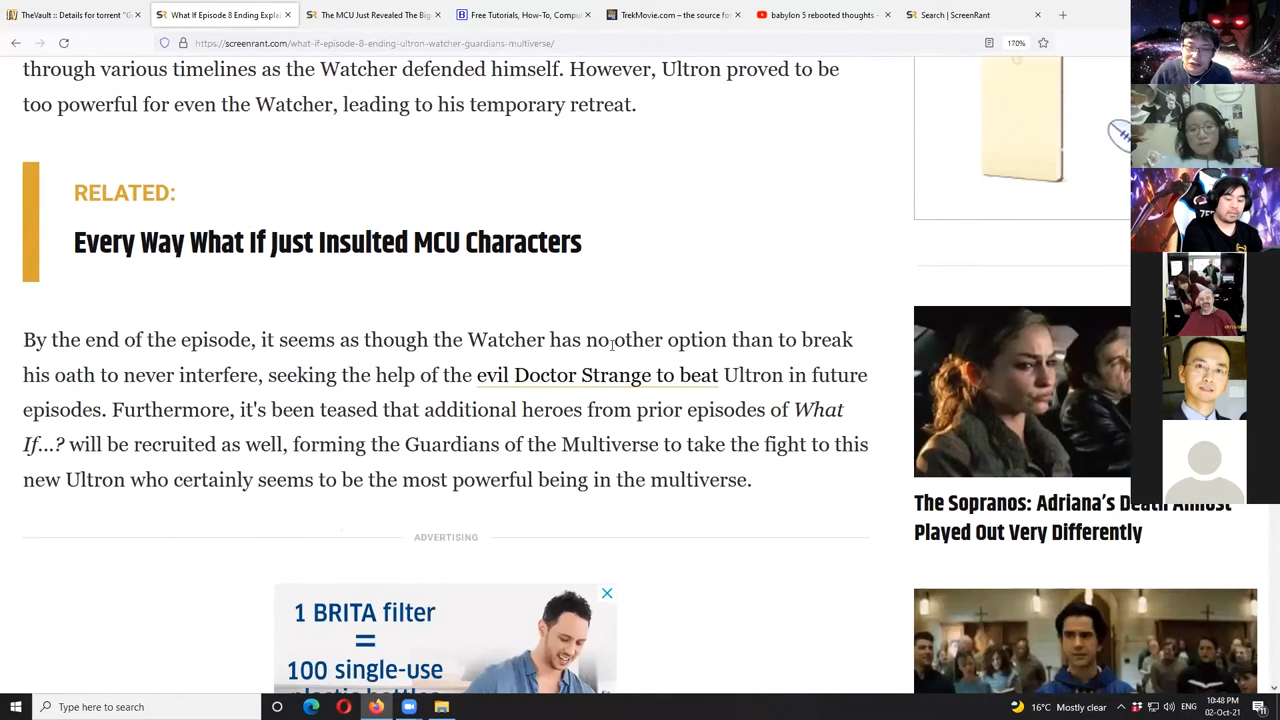 TheVault :: Details for torrent "G
What If Episode 8 Ending Expla
The MCU Just Revealed The Big
Free Tutorials, How-To, Compu
TrekMovie.com – the source fo
babylon 5 rebooted thoughts -
Search | ScreenRant
https://screenrant.com/what-if-episode-8-ending-ultron-watcher-guardians-multiverse/
170%
through various timelines as the Watcher defended himself. However, Ultron proved to be
too powerful for even the Watcher, leading to his temporary retreat.
RELATED:
Every Way What If Just Insulted MCU Characters
By the end of the episode, it seems as though the Watcher has no other option than to break
his oath to never interfere, seeking the help of the evil Doctor Strange to beat Ultron in future
episodes. Furthermore, it's been teased that additional heroes from prior episodes of What
If...? will be recruited as well, forming the Guardians of the Multiverse to take the fight to this
new Ultron who certainly seems to be the most powerful being in the multiverse.
ADVERTISING
1 BRITA filter
=
100 single-use
plastic bottles
The Sopranos: Adriana's Death Almost
Played Out Very Differently
Type here to search
16°C Mostly clear
ENG
10:48 PM
02-Oct-21